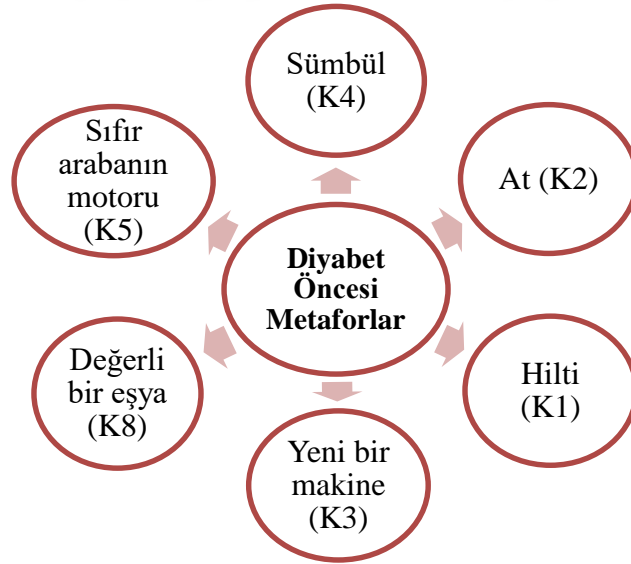 Sümbül
(K4)
Sıfır
arabanın
motoru
(K5)
At (K2)
Diyabet
Öncesi
Metaforlar
Değerli
bir eşya
(K8)
Hilti
(K1)
Yeni bir
makine
(K3)